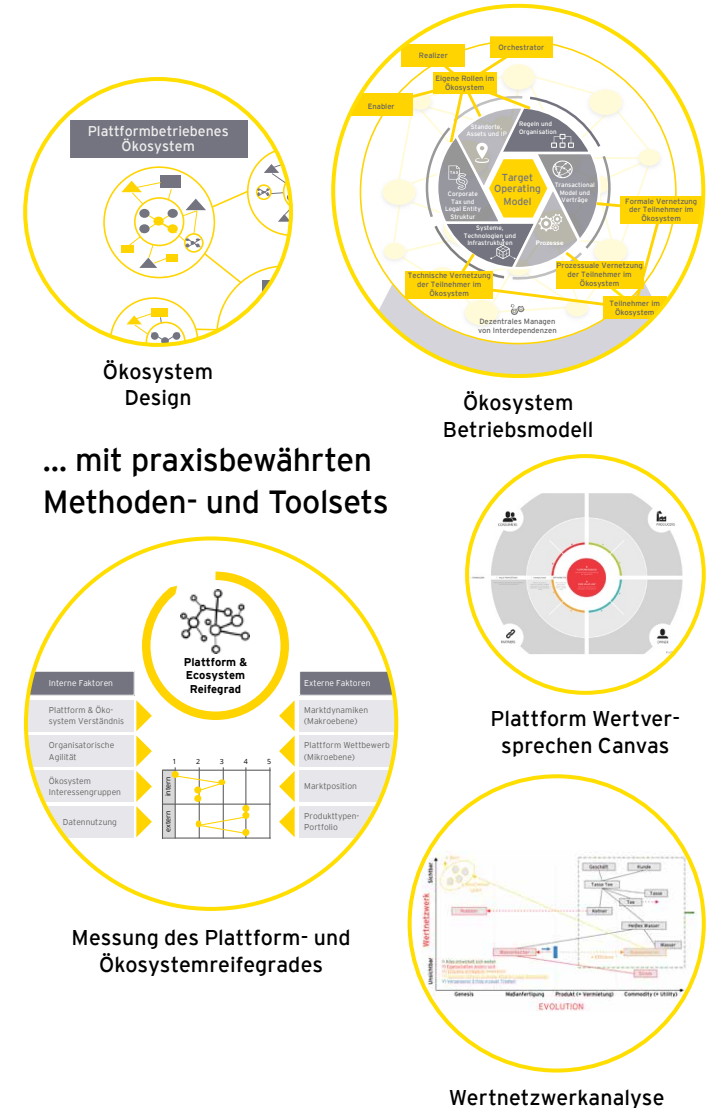 Plattformbetriebenes
Ökosystem
Ökosystem
Design
Realizer
Orchestrator
Eigene Rollen im
Ökosystem
Enabler
Standorte,
Assets und IP
Regeln und
Organisation
TAX
Corporate
Tax und
Legal Entity
Struktur
Target
Operating
Model
Transactional
Model und
Verträge
Formale Vernetzung
der Teilnehmer im
Ökosystem
Systeme,
Technologien und
Infrastrukturen
Prozesse
Technische Vernetzung
der Teilnehmer im
Ökosystem
Prozessuale Vernetzung
der Teilnehmer im
Ökosystem
Teilnehmer im
Ökosystem
Dezentrales Managen
von Interdependenzen
Ökosystem
Betriebsmodell
... mit praxisbewährten
Methoden- und Toolsets
Plattform &
Ecosystem
Reifegrad
Interne Faktoren
Externe Faktoren
Plattform & Öko-
system Verständnis
Marktdynamiken
(Makroebene)
Organisatorische
Agilität
Plattform Wettbewerb
(Mikroebene)
Ökosystem
Interessengruppen
Marktposition
Datennutzung
Produkttypen-
Portfolio
1 2 3 4 5
intern
extern
Messung des Plattform- und
Ökosystemreifegrades
CONSUMERS
PRODUCERS
PARTNERS
Plattform Wertver-
sprechen Canvas
Wertnetzwerk
Sichtbar
Unsichtbar
Geschäft
Kunde
Tasse Tee
Tasse
Tee
Kellner
Heißes Wasser
Wasser
Strom
Genesis
Maßanfertigung
Produkt (+ Vermietung)
Commodity (+ Utility)
EVOLUTION
Wertnetzwerkanalyse